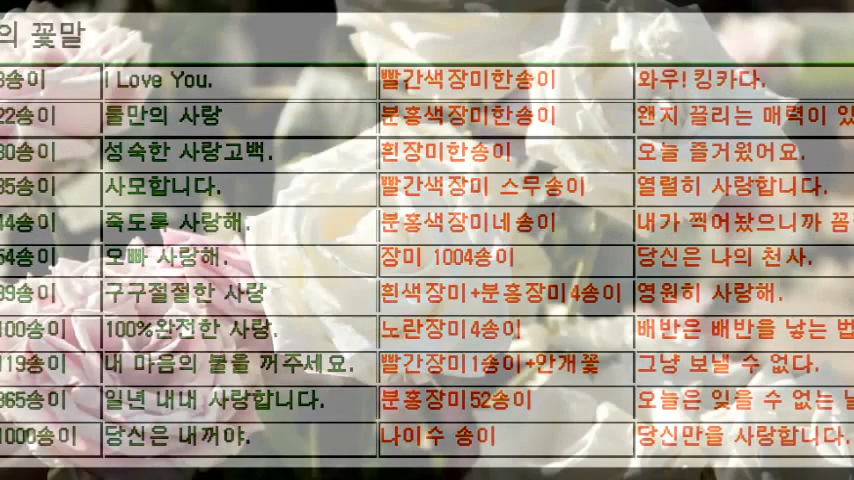 의 꽃말
3송이 I Love You. 빨간색장미한송이 와우! 킹카다.
22송이 둘만의 사랑 분홍색장미한송이 왠지 끌리는 매력이 있
30송이 성숙한 사랑고백. 흰장미한송이 오늘 즐거웠어요.
35송이 사모합니다. 빨간색장미 스무송이 열렬히 사랑합니다.
44송이 죽도록 사랑해. 분홍색장미네송이 내가 찍어놨으니까 꼼
54송이 오빠 사랑해. 장미 1004송이 당신은 나의 천사.
99송이 구구절절한 사랑 흰색장미+분홍장미4송이 영원히 사랑해.
100송이 100%완전한 사랑. 노란장미4송이 배반은 배반을 낳는 법
119송이 내 마음의 불을 꺼주세요. 빨간장미1송이+안개꽃 그냥 보낼 수 없다.
365송이 일년 내내 사랑합니다. 분홍장미52송이 오늘은 잊을 수 없는 날
1000송이 당신은 내꺼야. 나이수 송이 당신만을 사랑합니다.